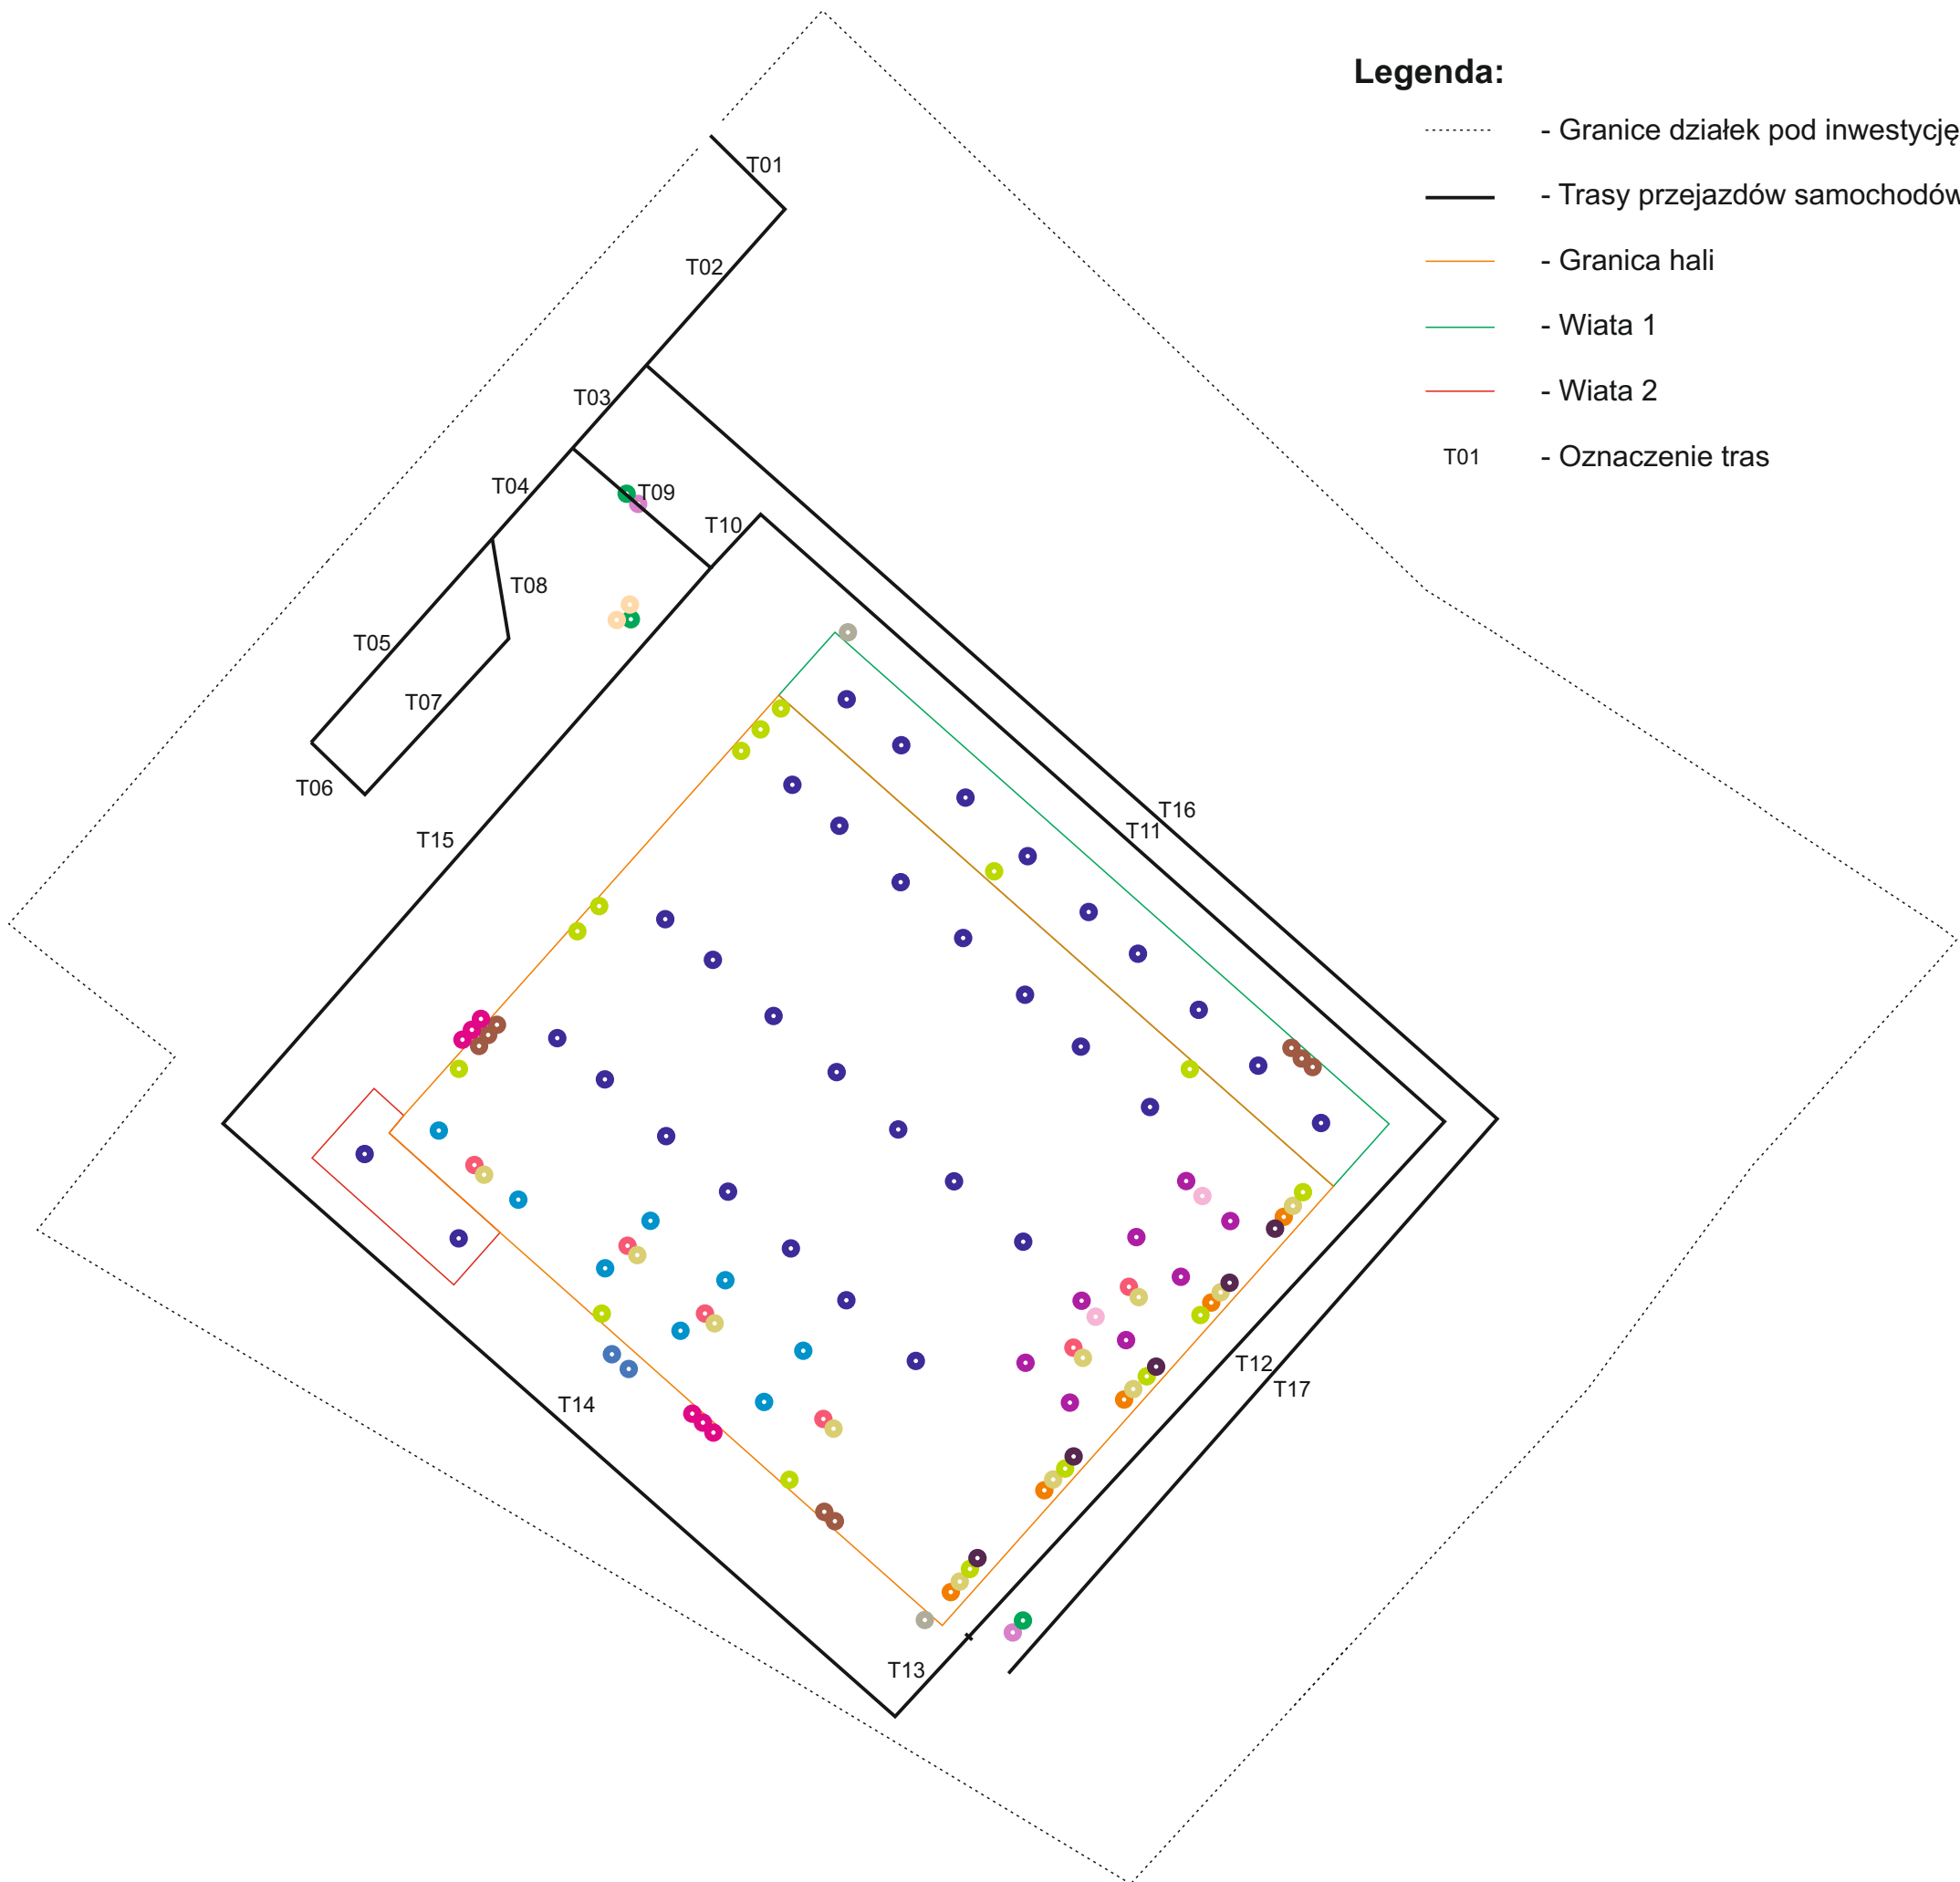 Legenda:
- Granice działek pod inwestycję
- Trasy przejazdów samochodów
- Granica hali
- Wiata 1
- Wiata 2
T01 - Oznaczenie tras
T01
T02
T03
T04
T09
T10
T08
T05
T07
T06
T15
T16
T11
T12
T17
T14
T13